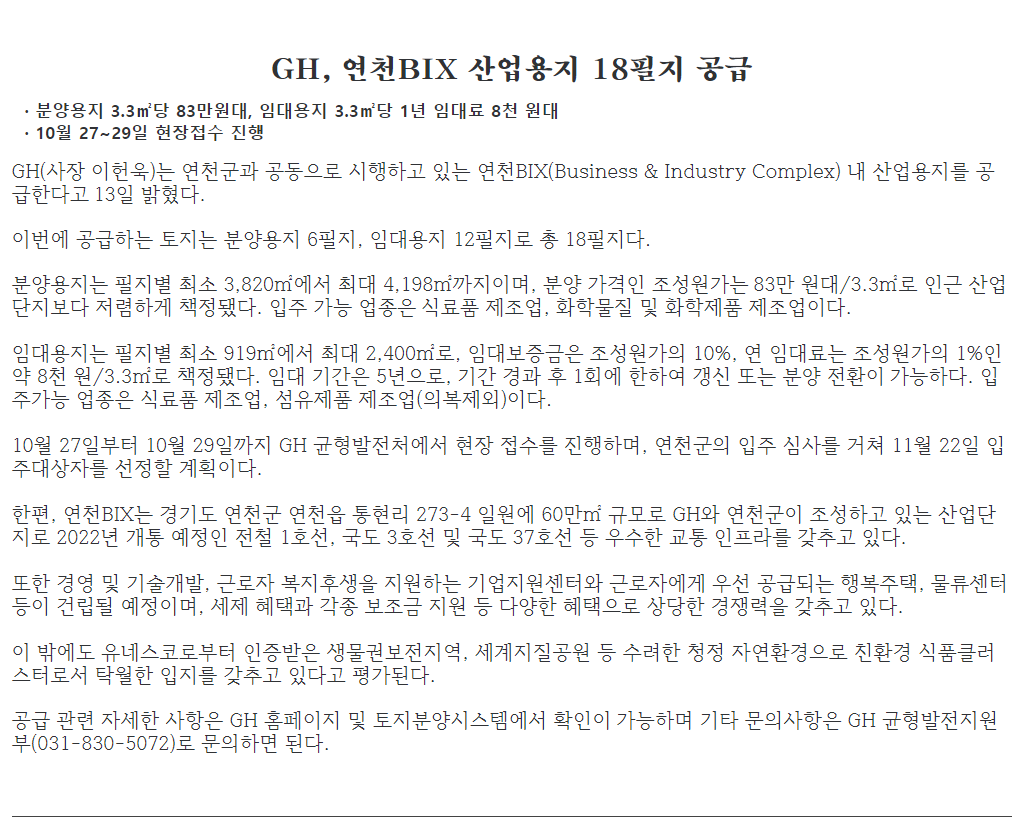 GH, 연천BIX 산업용지 18필지 공급
· 분양용지 3.3㎡당 83만원대, 임대용지 3.3㎡당 1년 임대료 8천 원대
· 10월 27~29일 현장접수 진행
GH(사장 이헌욱)는 연천군과 공동으로 시행하고 있는 연천BIX(Business & Industry Complex) 내 산업용지를 공
급한다고 13일 밝혔다.
이번에 공급하는 토지는 분양용지 6필지, 임대용지 12필지로 총 18필지다.
분양용지는 필지별 최소 3,820㎡에서 최대 4,198㎡까지이며, 분양 가격인 조성원가는 83만 원대/3.3㎡로 인근 산업
단지보다 저렴하게 책정됐다. 입주 가능 업종은 식료품 제조업, 화학물질 및 화학제품 제조업이다.
임대용지는 필지별 최소 919㎡에서 최대 2,400㎡로, 임대보증금은 조성원가의 10%, 연 임대료는 조성원가의 1%인
약 8천 원/3.3㎡로 책정됐다. 임대 기간은 5년으로, 기간 경과 후 1회에 한하여 갱신 또는 분양 전환이 가능하다. 입
주가능 업종은 식료품 제조업, 섬유제품 제조업(의복제외)이다.
10월 27일부터 10월 29일까지 GH 균형발전처에서 현장 접수를 진행하며, 연천군의 입주 심사를 거쳐 11월 22일 입
주대상자를 선정할 계획이다.
한편, 연천BIX는 경기도 연천군 연천읍 통현리 273-4 일원에 60만㎡ 규모로 GH와 연천군이 조성하고 있는 산업단
지로 2022년 개통 예정인 전철 1호선, 국도 3호선 및 국도 37호선 등 우수한 교통 인프라를 갖추고 있다.
또한 경영 및 기술개발, 근로자 복지후생을 지원하는 기업지원센터와 근로자에게 우선 공급되는 행복주택, 물류센터
등이 건립될 예정이며, 세제 혜택과 각종 보조금 지원 등 다양한 혜택으로 상당한 경쟁력을 갖추고 있다.
이 밖에도 유네스코로부터 인증받은 생물권보전지역, 세계지질공원 등 수려한 청정 자연환경으로 친환경 식품클러
스터로서 탁월한 입지를 갖추고 있다고 평가된다.
공급 관련 자세한 사항은 GH 홈페이지 및 토지분양시스템에서 확인이 가능하며 기타 문의사항은 GH 균형발전지원
부(031-830-5072)로 문의하면 된다.